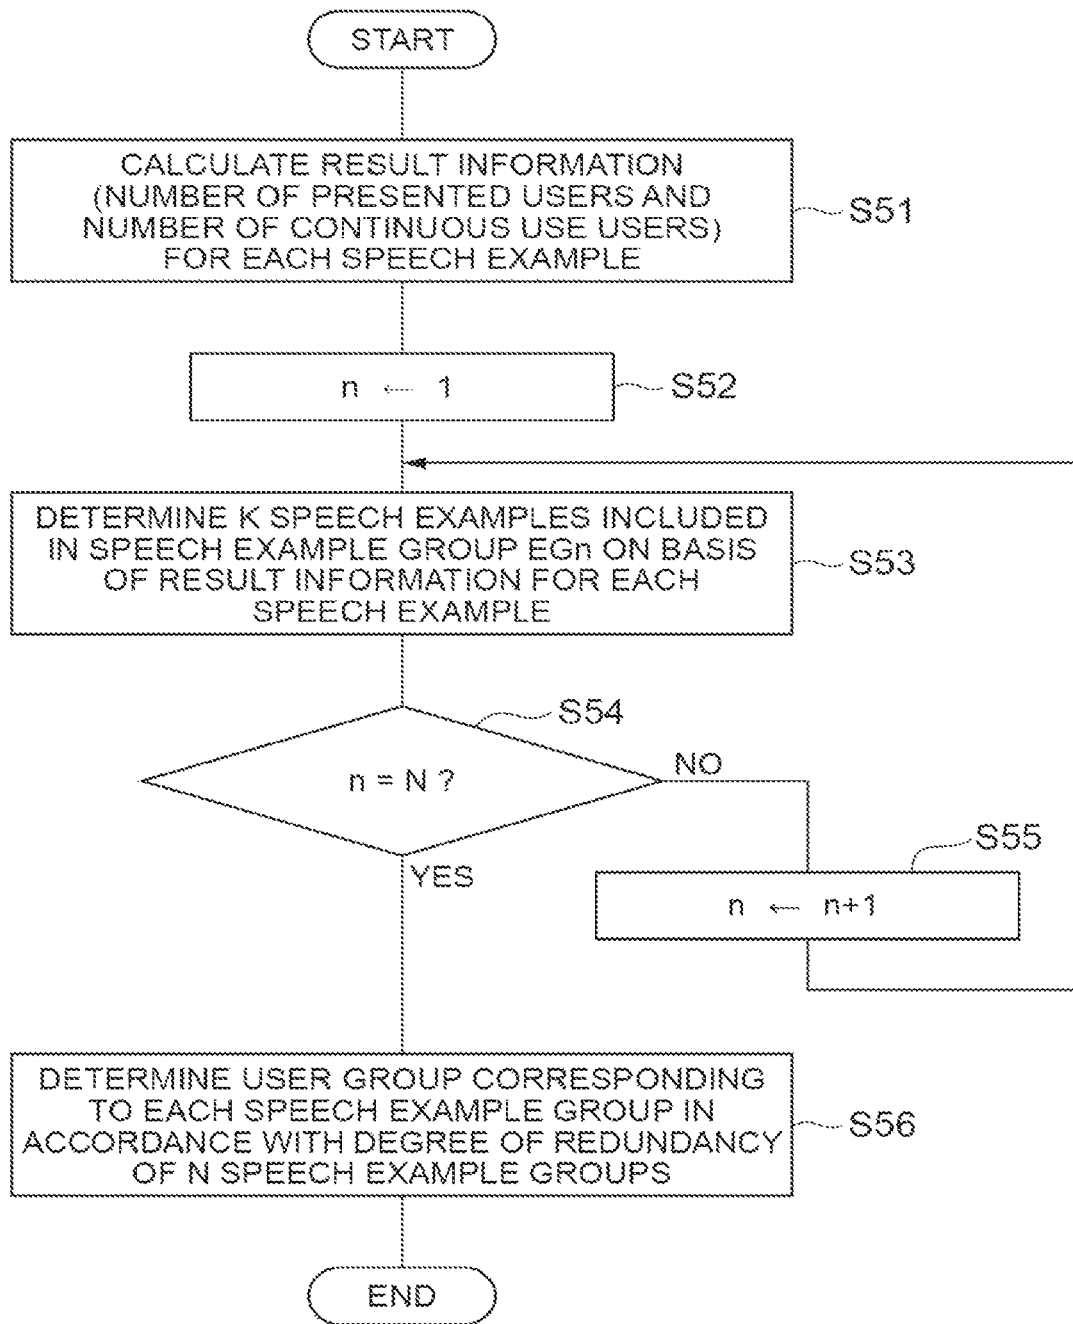 START
CALCULATE RESULT INFORMATION
(NUMBER OF PRESENTED USERS AND
NUMBER OF CONTINUOUS USE USERS)
FOR EACH SPEECH EXAMPLE
S51
n ← 1
S52
DETERMINE K SPEECH EXAMPLES INCLUDED
IN SPEECH EXAMPLE GROUP EGn ON BASIS
OF RESULT INFORMATION FOR EACH
SPEECH EXAMPLE
S53
S54
n = N ?
NO
YES
S55
n ← n+1
DETERMINE USER GROUP CORRESPONDING
TO EACH SPEECH EXAMPLE GROUP IN
ACCORDANCE WITH DEGREE OF REDUNDANCY
OF N SPEECH EXAMPLE GROUPS
S56
END